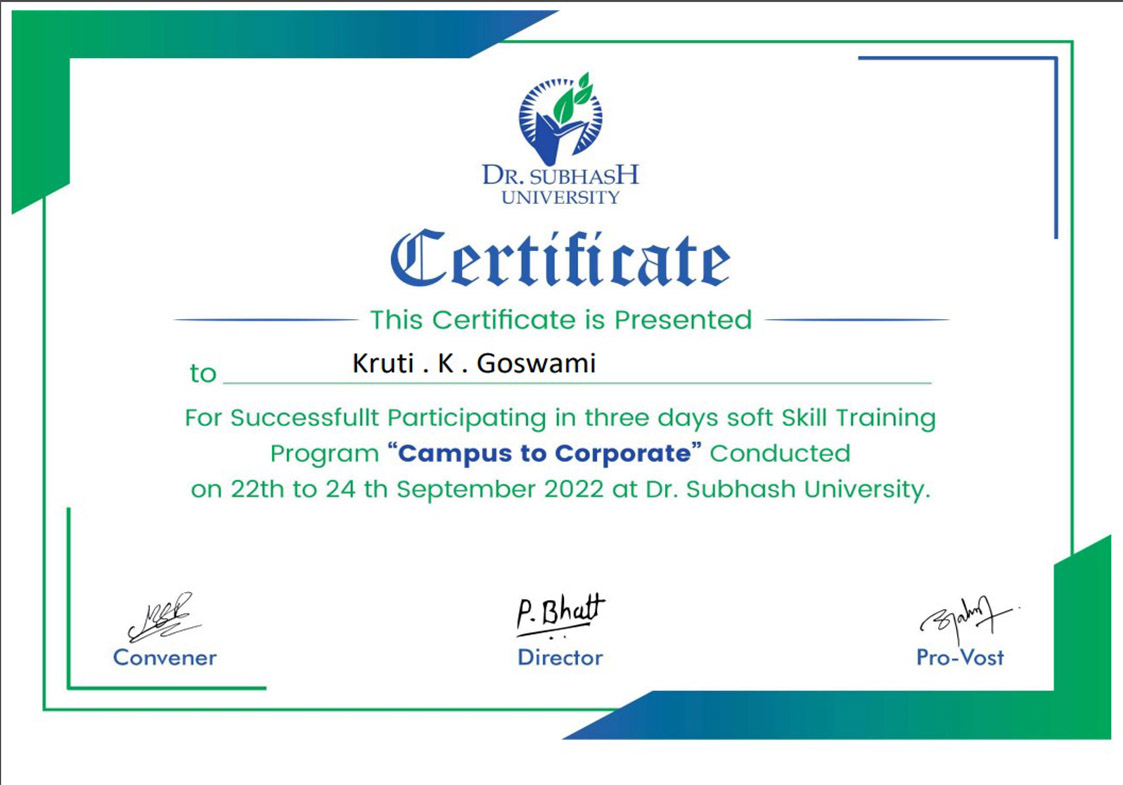 DR. SUBHASH
UNIVERSITY
Certificate
This Certificate is Presented
to Kruti . K . Goswami
For Successfullt Participating in three days soft Skill Training
Program “Campus to Corporate” Conducted
on 22th to 24 th September 2022 at Dr. Subhash University.
P. Bhatt
Convener Director Pro-Vost